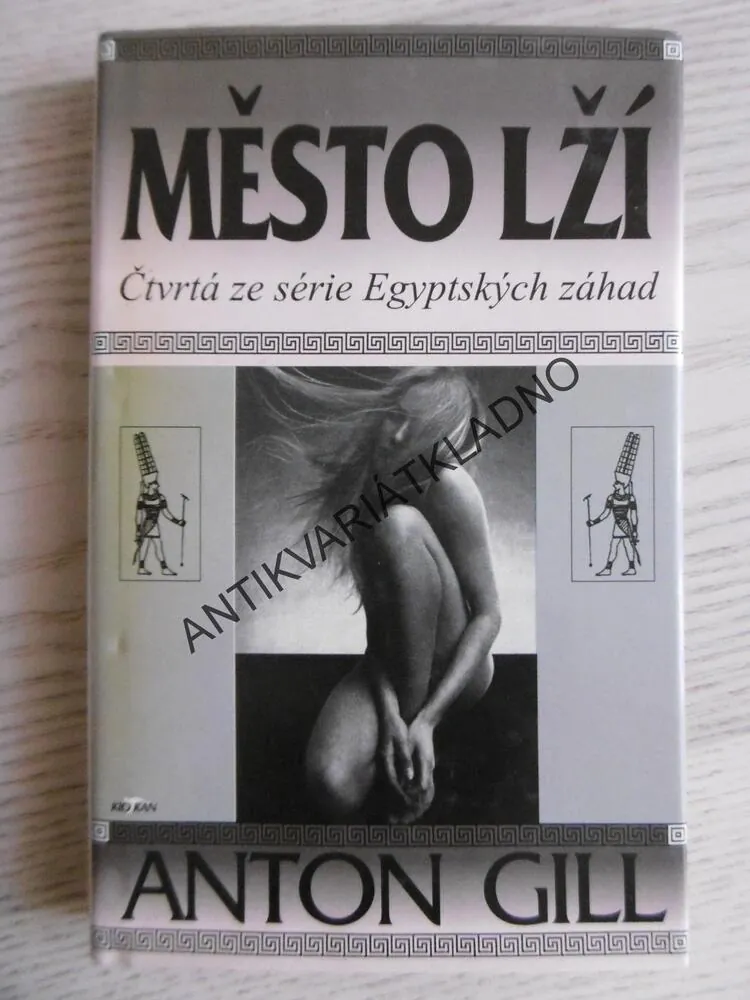 MĚSTO LŽÍ
Čtvrtá ze série Egyptských záhad
ANTIKVARIÁTKLADNO
ANTON GILL